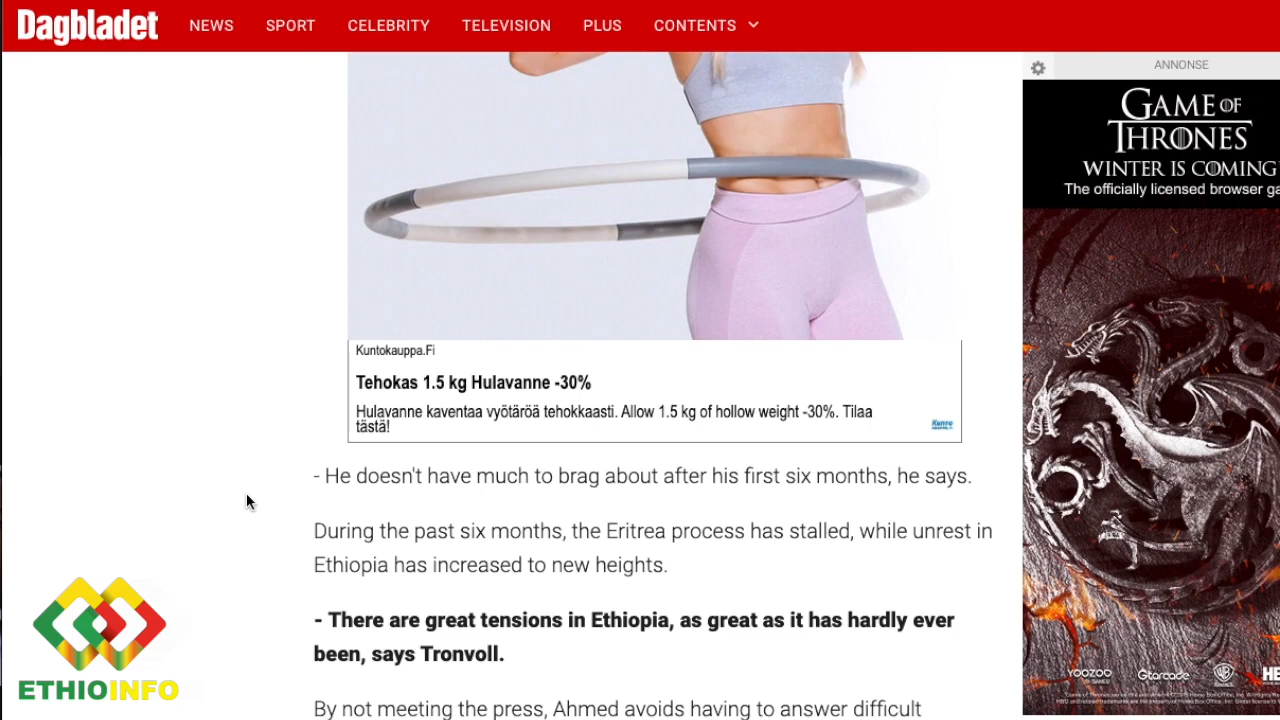 Dagbladet NEWS SPORT CELEBRITY TELEVISION PLUS CONTENTS
ANNONSE
GAME OF
THRONES
WINTER IS COMING
The officially licensed browser ga
Kuntokauppa.Fi
Tehokas 1.5 kg Hulavanne -30%
Hulavanne kaventaa vyötäröä tehokkaasti. Allow 1.5 kg of hollow weight -30%. Tilaa
tästä!
- He doesn't have much to brag about after his first six months, he says.
During the past six months, the Eritrea process has stalled, while unrest in
Ethiopia has increased to new heights.
- There are great tensions in Ethiopia, as great as it has hardly ever
been, says Tronvoll.
By not meeting the press, Ahmed avoids having to answer difficult
YOOZOO GAMES Gtarcade WB HB
ETHIOINFO